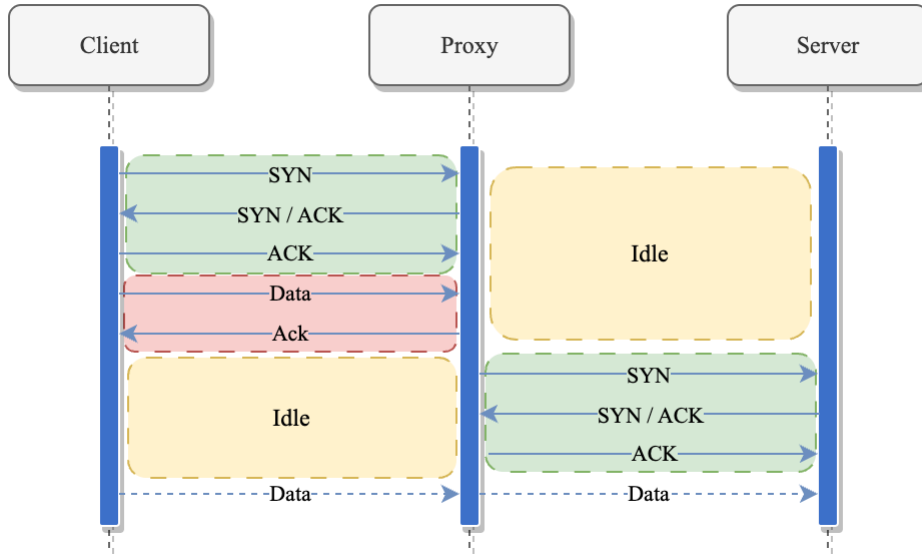 Client
Proxy
Server
SYN
SYN / ACK
ACK
Idle
Data
Ack
Idle
SYN
SYN / ACK
ACK
Data
Data